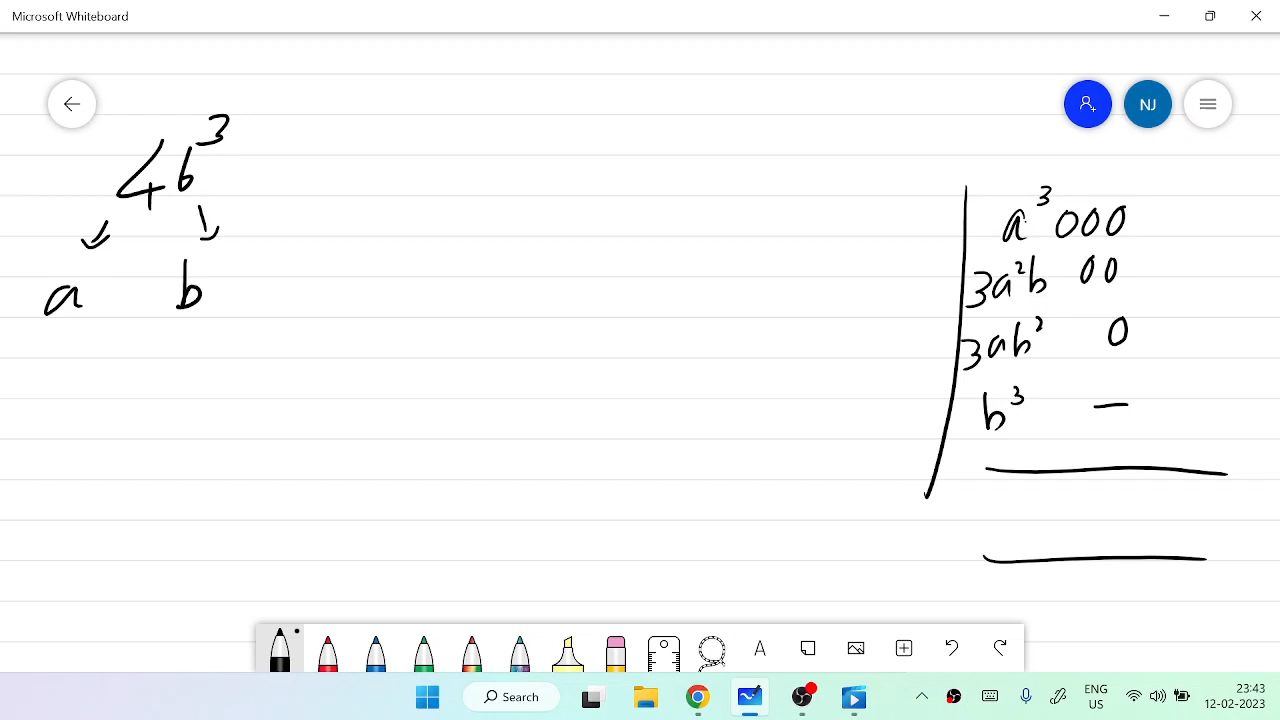 Microsoft Whiteboard
NJ
46³
a b
a³000
3a²b 00
3ab² 0
b³ —
A
Search
ENG
US
23:43
12-02-2023